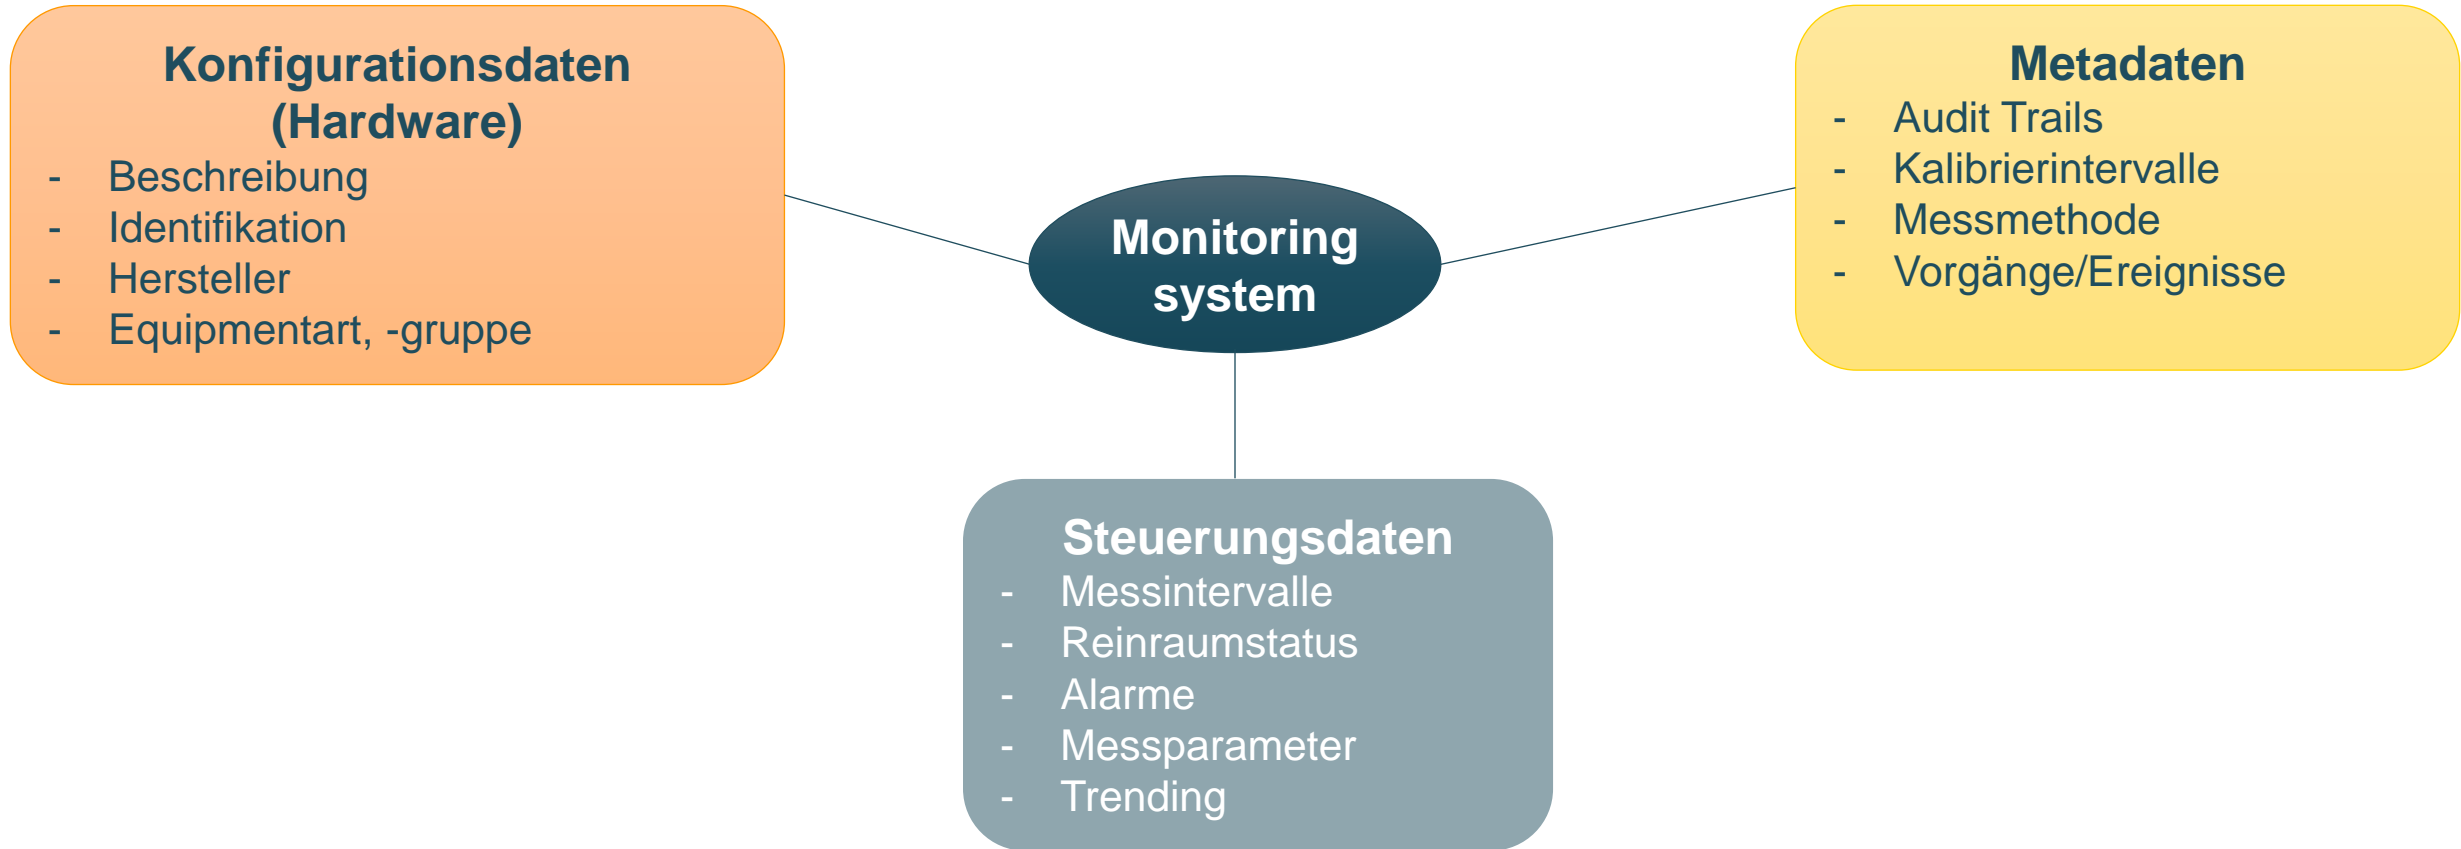 Konfigurationsdaten
(Hardware)
- Beschreibung
- Identifikation
- Hersteller
- Equipmentart, -gruppe
Monitoring
system
Metadaten
- Audit Trails
- Kalibrierintervalle
- Messmethode
- Vorgänge/Ereignisse
Steuerungsdaten
- Messintervalle
- Reinraumstatus
- Alarme
- Messparameter
- Trending